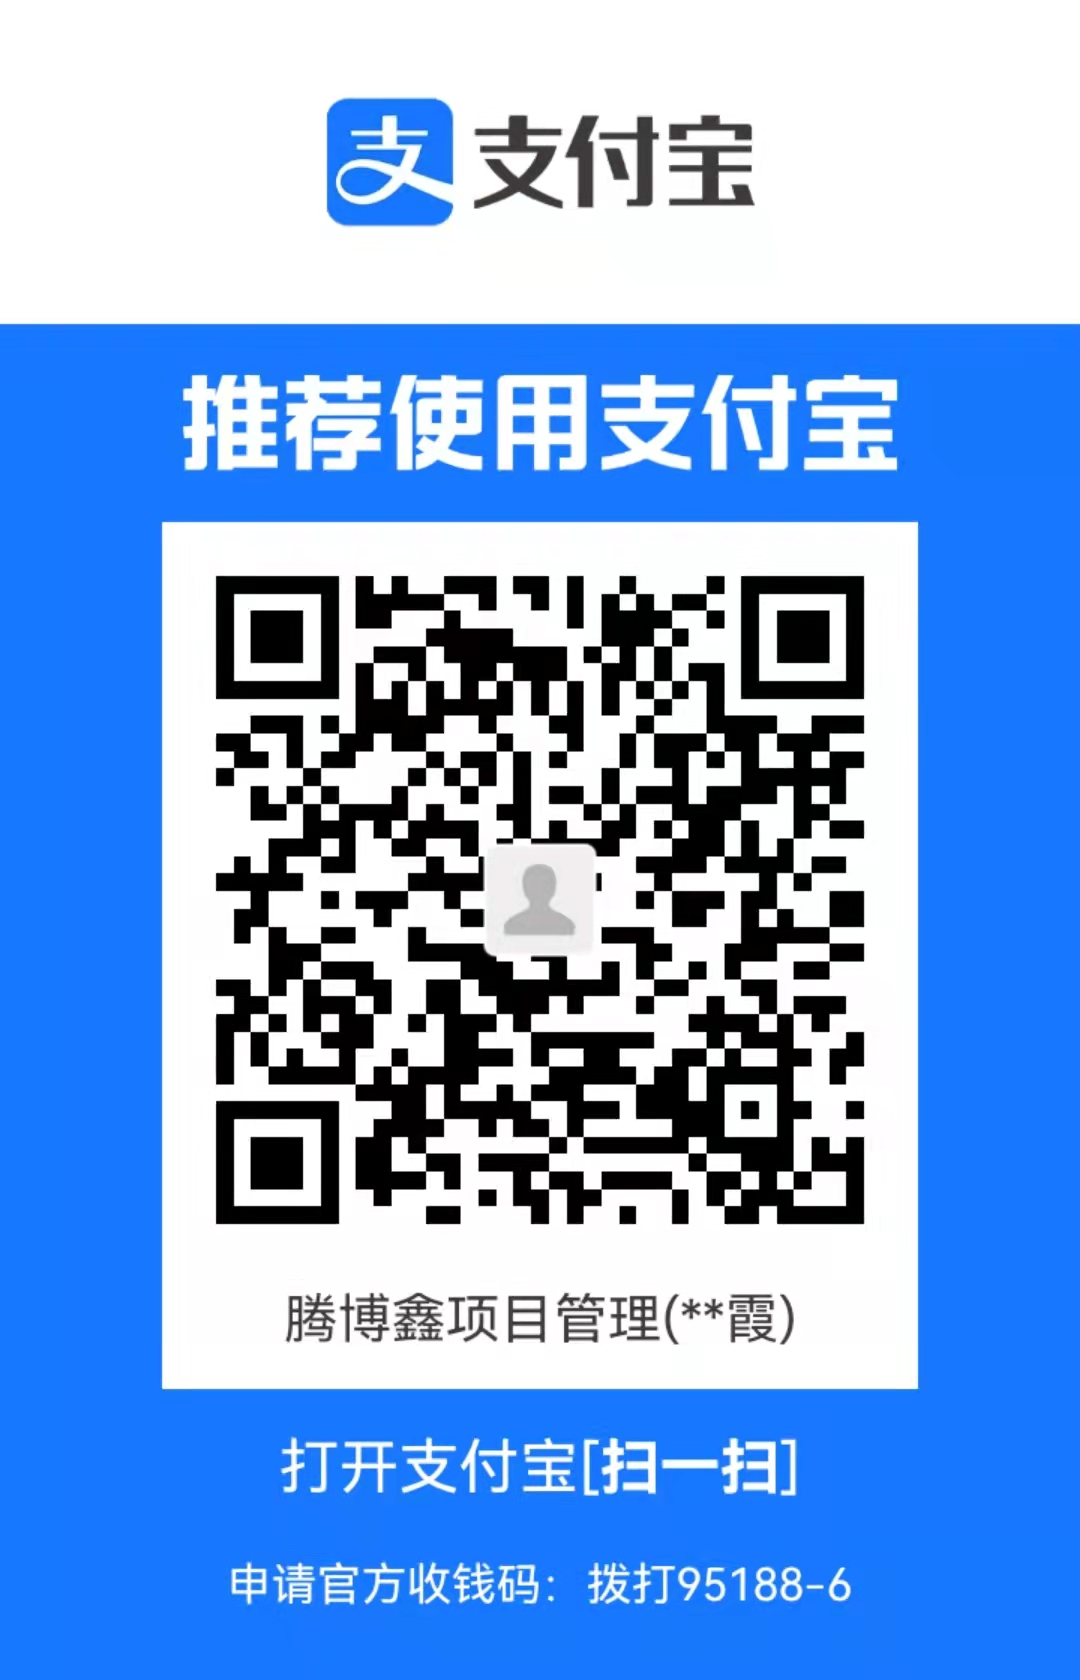 支 支付宝
推荐使用支付宝
腾博鑫项目管理(**霞)
打开支付宝[扫一扫]
申请官方收钱码：拨打95188-6